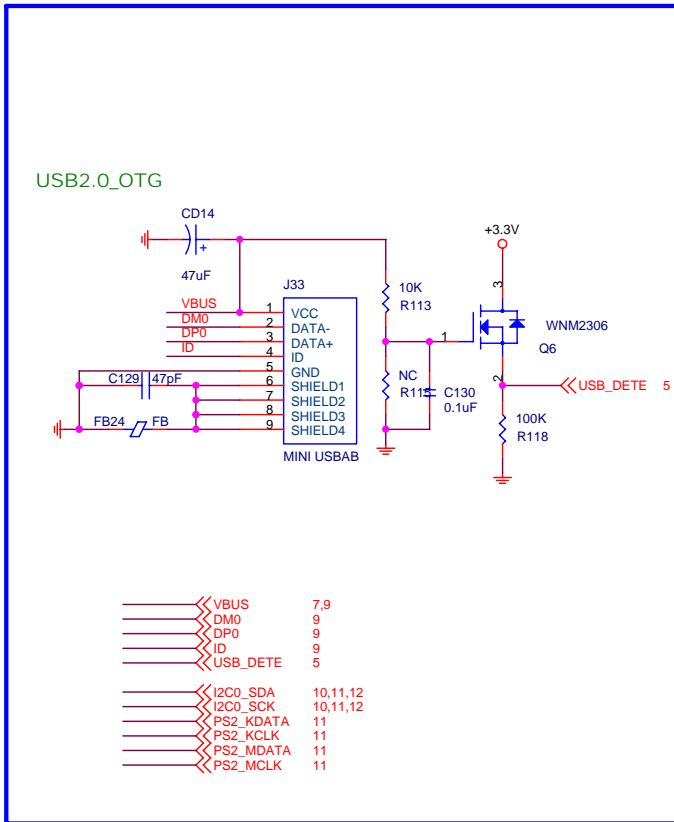 USB2.0_OTG
CD14
47uF
+3.3V
J33
VBUS 1 VCC
DM0 2 DATA-
DP0 3 DATA+
ID 4 ID
5 GND
C129 47pF 6 SHIELD1
7 SHIELD2
8 SHIELD3
FB24 FB 9 SHIELD4
MINI USBAB
10K
R113
NC
R115
C130
0.1uF
1
3
2
WNM2306
Q6
USB_DETE 5
100K
R118
VBUS 7,9
DM0 9
DP0 9
ID 9
USB_DETE 5
I2C0_SDA 10,11,12
I2C0_SCK 10,11,12
PS2_KDATA 11
PS2_KCLK 11
PS2_MDATA 11
PS2_MCLK 11